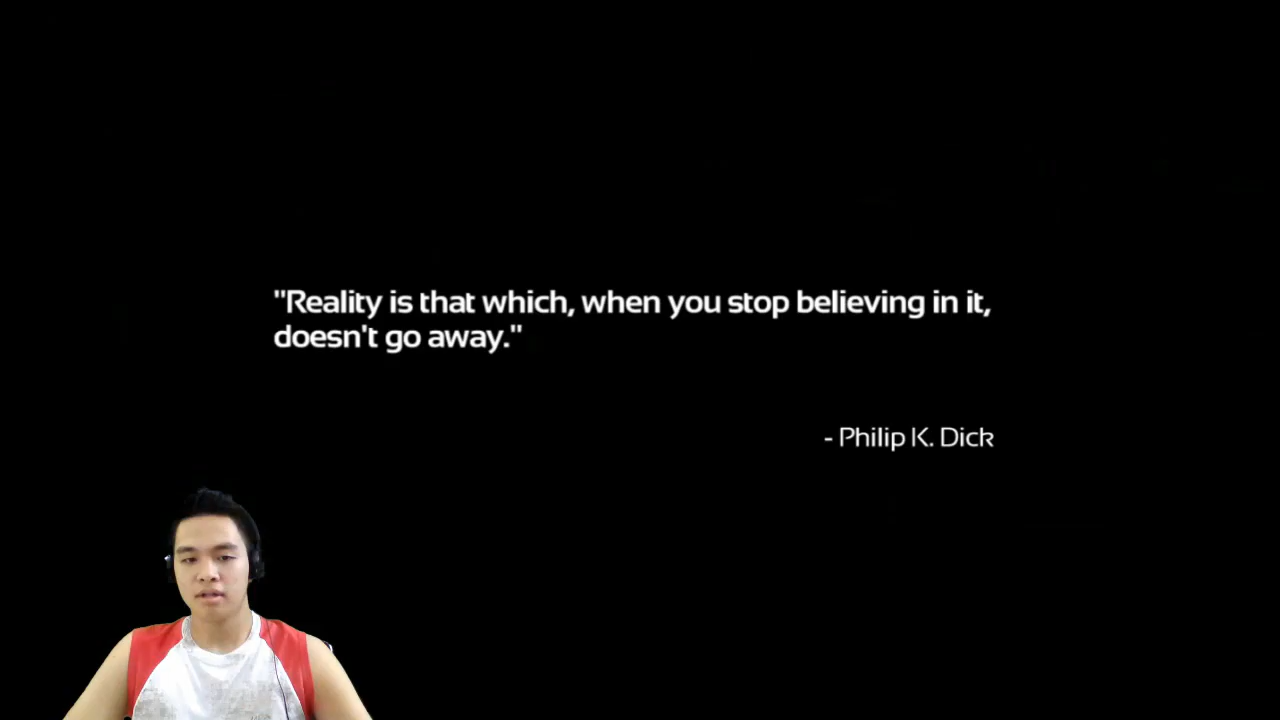 "Reality is that which, when you stop believing in it,
doesn't go away."
- Philip K. Dick